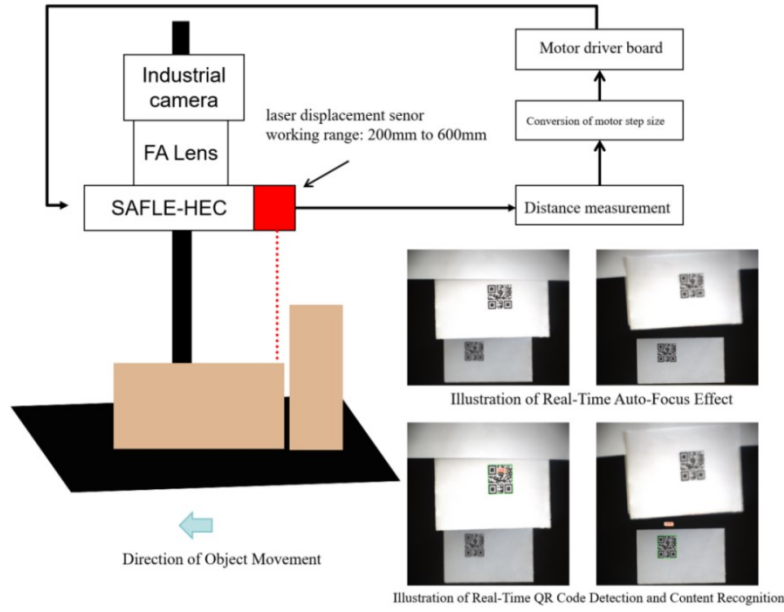 Motor driver board
Industrial
camera
laser displacement senor
working range: 200mm to 600mm
Conversion of motor step size
FA Lens
SAFLE-HEC
Distance measurement
Illustration of Real-Time Auto-Focus Effect
Direction of Object Movement
Illustration of Real-Time QR Code Detection and Content Recognition